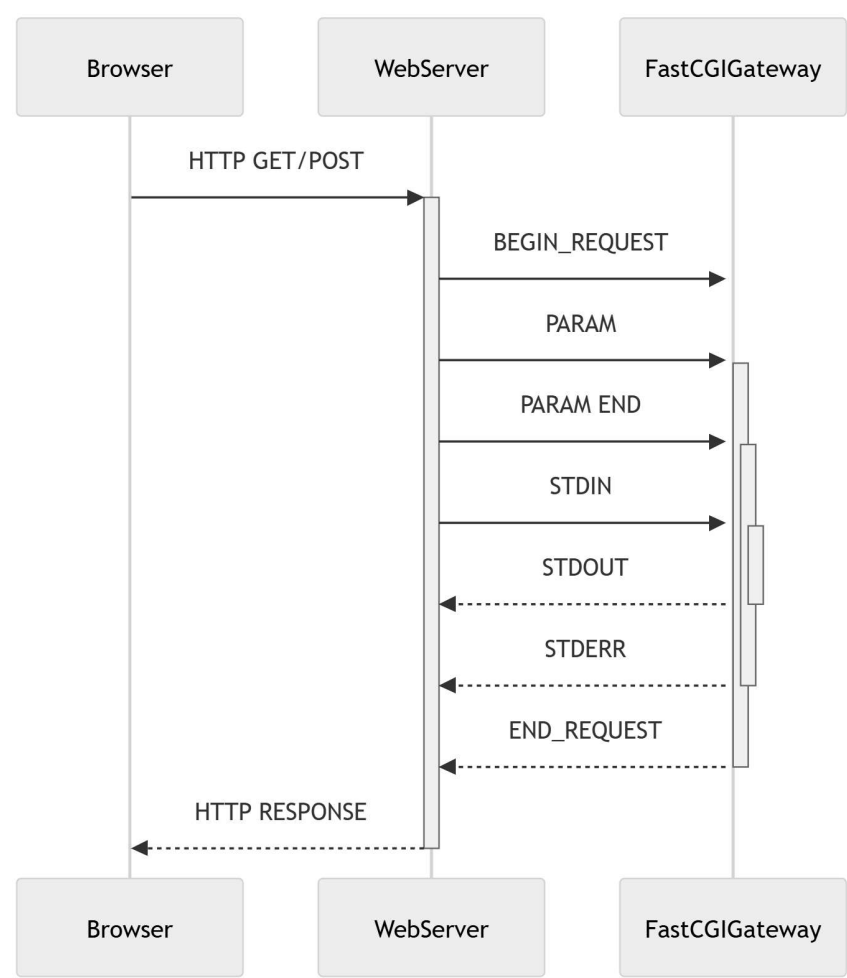 Browser
WebServer
FastCGIGateway
HTTP GET/POST
BEGIN_REQUEST
PARAM
PARAM END
STDIN
STDOUT
STDERR
END_REQUEST
HTTP RESPONSE
Browser
WebServer
FastCGIGateway